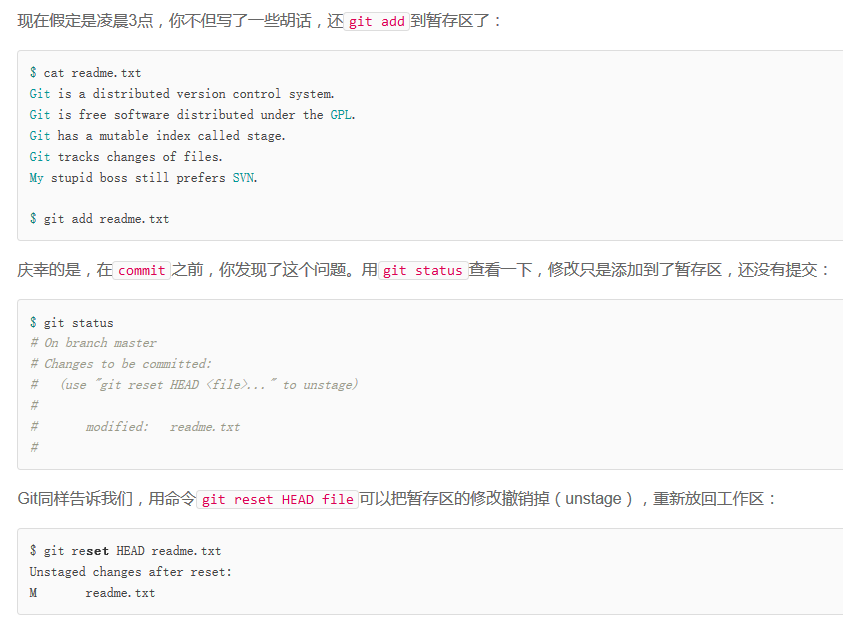 现在假定是凌晨3点，你不但写了一些胡话，还git add到暂存区了：
$ cat readme.txt
Git is a distributed version control system.
Git is free software distributed under the GPL.
Git has a mutable index called stage.
Git tracks changes of files.
My stupid boss still prefers SVN.
$ git add readme.txt
庆幸的是，在commit之前，你发现了这个问题。用git status查看一下，修改只是添加到了暂存区，还没有提交：
$ git status
# On branch master
# Changes to be committed:
#   (use "git reset HEAD <file>..." to unstage)
#
#       modified:   readme.txt
#
Git同样告诉我们，用命令git reset HEAD file可以把暂存区的修改撤销掉（unstage），重新放回工作区：
$ git reset HEAD readme.txt
Unstaged changes after reset:
M       readme.txt